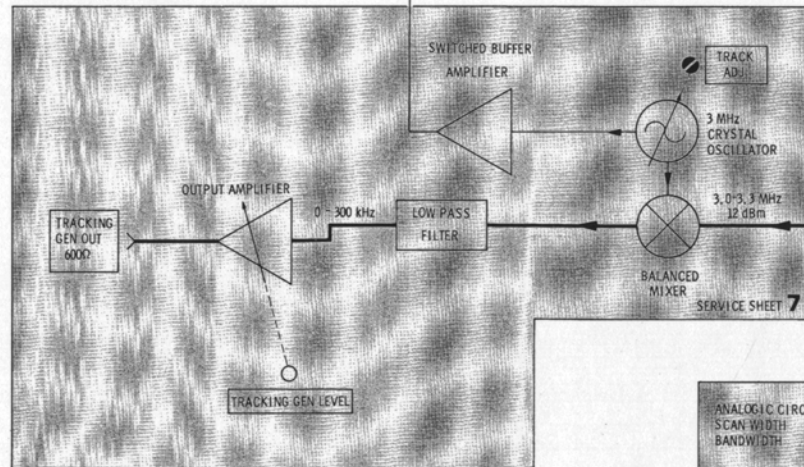 SWITCHED BUFFER
AMPLIFIER
TRACK
ADJ
3 MHz
CRYSTAL
OSCILLATOR
OUTPUT AMPLIFIER
TRACKING
GEN OUT
600Ω
0 - 300 kHz
LOW PASS
FILTER
3.0-3.3 MHz
12 dBm
BALANCED
MIXER
SERVICE SHEET 7
TRACKING GEN LEVEL
ANALOGIC CIRC
SCAN WIDTH
BANDWIDTH